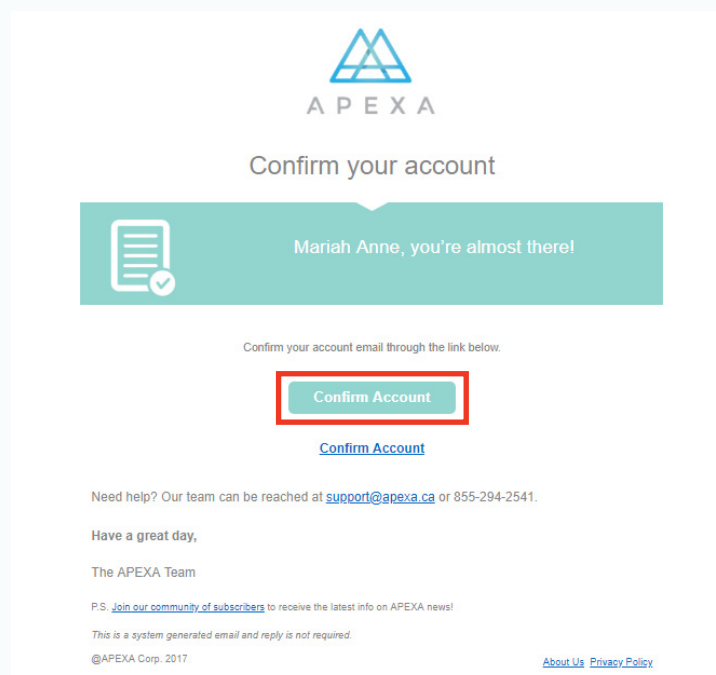 APEXA
Confirm your account
Mariah Anne, you're almost there!
Confirm your account email through the link below.
Confirm Account
Confirm Account
Need help? Our team can be reached at support@apexa.ca or 855-294-2541.
Have a great day,
The APEXA Team
P.S. Join our community of subscribers to receive the latest info on APEXA news!
This is a system generated email and reply is not required.
@APEXA Corp. 2017 About Us Privacy Policy